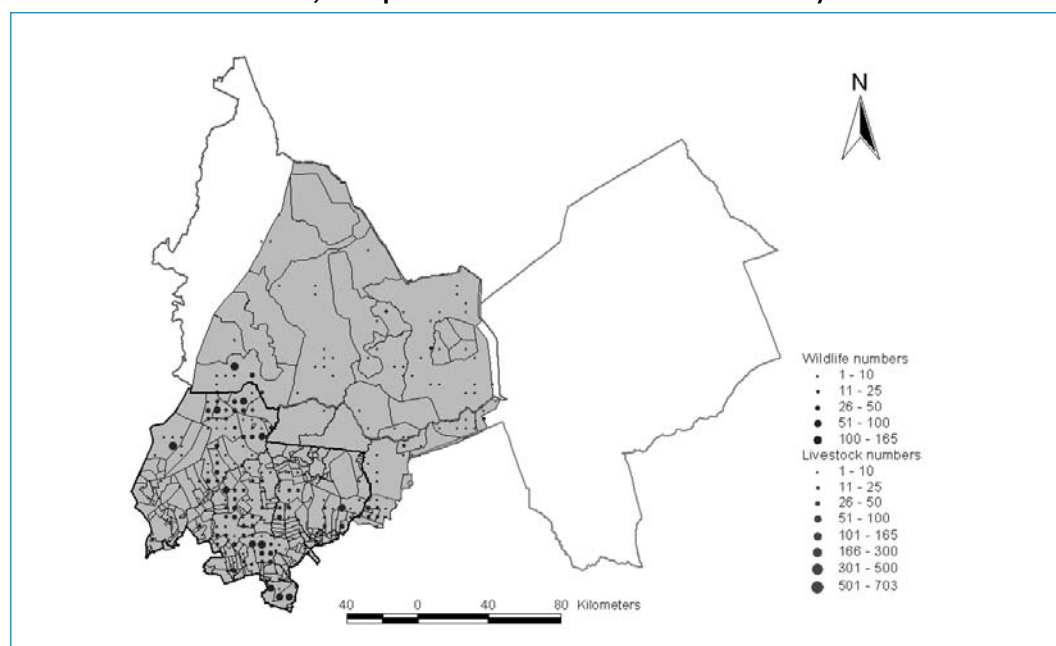 N
Wildlife numbers
1 - 10
11 - 25
26 - 50
51 - 100
100 - 165
Livestock numbers
1 - 10
11 - 25
26 - 50
51 - 100
101 - 165
166 - 300
301 - 500
501 - 703
40 0 40 80 Kilometers